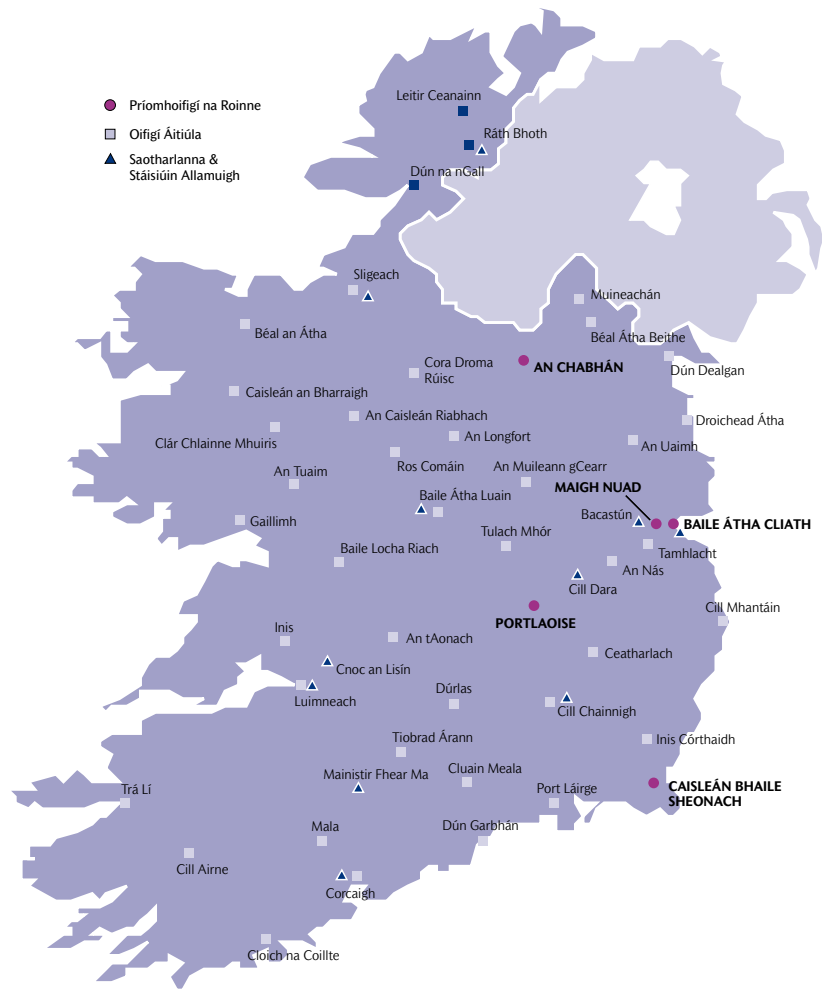 Príomhoifigí na Roinne
Oifigí Áitiúla
Saotharlanna &
Stáisiúin Allamuigh
Leitir Ceanainn
Ráth Bhoth
Dún na nGall
Sligeach
Muineachán
Béal an Átha
Béal Átha Beithe
Cora Droma
Rúisc
AN CHABHÁN
Dún Dealgan
Caisleán an Bharraigh
An Caisleán Riabhach
Droichead Átha
Clár Chlainne Mhuiris
An Longfort
An Uaimh
Ros Comáin
An Muileann gCearr
An Tuaim
MAIGH NUAD
Baile Átha Luain
Bacastún
BAILE ÁTHA CLIATH
Gaillimh
Tulach Mhór
Baile Locha Riach
Tamhlacht
An Nás
Cill Dara
Cill Mhantáin
PORTLAOISE
Inis
An tAonach
Ceatharlach
Cnoc an Lisín
Luimneach
Dúrlas
Cill Chainnigh
Tiobrad Árann
Inis Córthaidh
Mainistir Fhear Ma
Cluain Meala
Trá Lí
Port Láirge
CAISLEÁN BHAILE
SHEONACH
Mala
Dún Garbhán
Cill Airne
Corcaigh
Cloich na Coillte